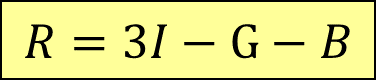 R = 3I − G − B